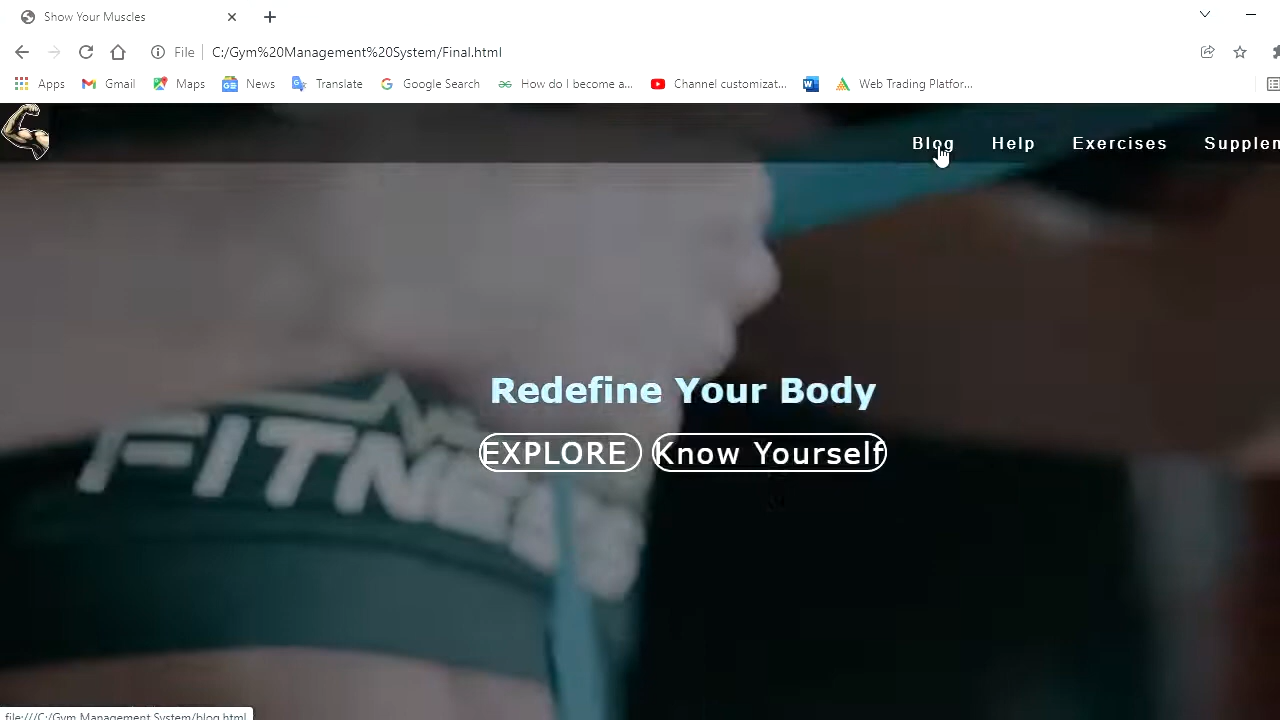 Show Your Muscles
File C:/Gym%20Management%20System/Final.html
Apps Gmail Maps News Translate Google Search How do I become a... Channel customizat... Web Trading Platfor...
Blog Help Exercises Supplem
Redefine Your Body
EXPLORE Know Yourself
FITNESS
file:///C:/Gym Management System/blog.html